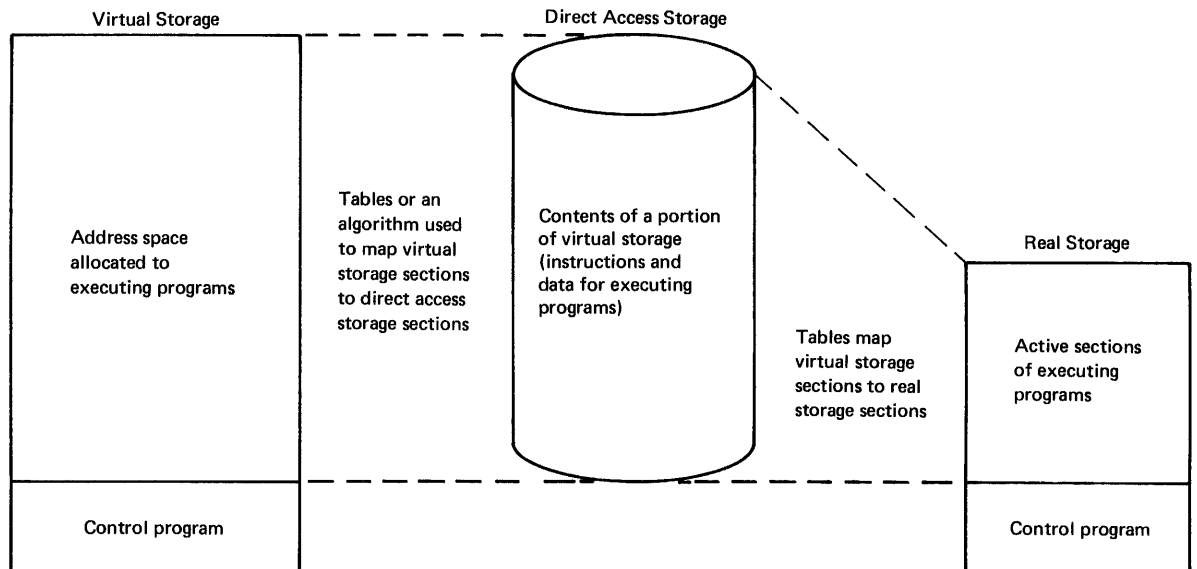 Virtual Storage
Direct Access Storage
Address space
allocated to
executing programs
Tables or an
algorithm used
to map virtual
storage sections
to direct access
storage sections
Contents of a portion
of virtual storage
(instructions and
data for executing
programs)
Tables map
virtual storage
sections to real
storage sections
Real Storage
Active sections
of executing
programs
Control program
Control program